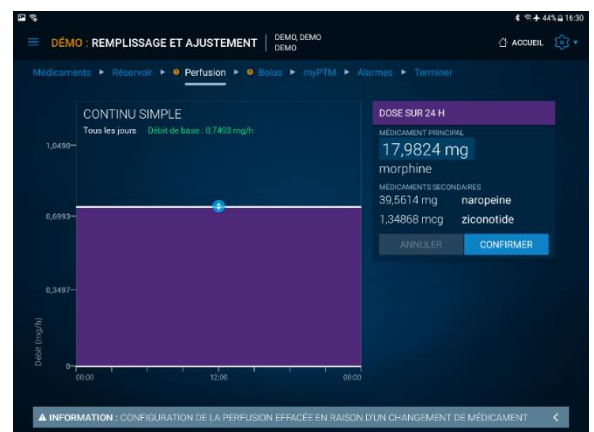 44% 16:30
DÉMO : REMPLISSAGE ET AJUSTEMENT
DEMO, DEMO
DEMO
ACCUEIL
Médicaments ► Réservoir ► Perfusion ► Bolus ► myPTM ► Alarmes ► Terminer
CONTINU SIMPLE
Tous les jours Débit de base : 0,7493 mg/h
1,0490
0,6993
0,3497
0
Débit (mg/h)
00:00 12:00 00:00
DOSE SUR 24 H
MÉDICAMENT PRINCIPAL
17,9824 mg
morphine
MÉDICAMENTS SECONDAIRES
39,5614 mg naropeine
1,34868 mcg ziconotide
ANNULER CONFIRMER
INFORMATION : CONFIGURATION DE LA PERFUSION EFFACÉE EN RAISON D'UN CHANGEMENT DE MÉDICAMENT